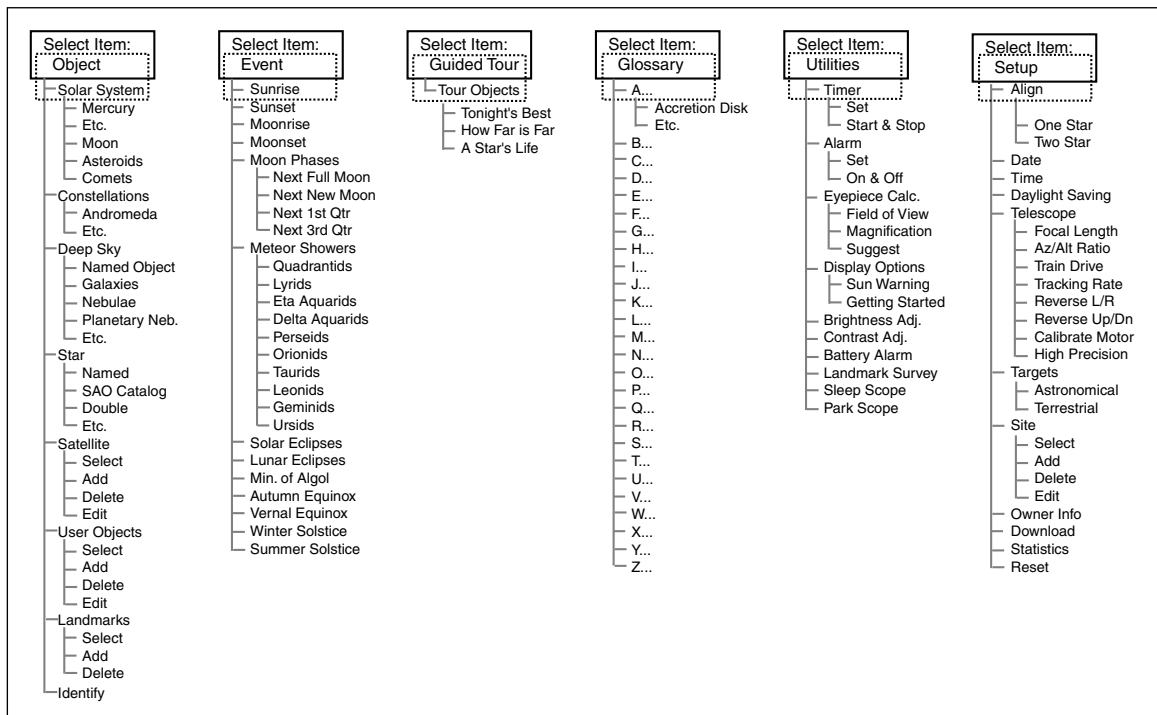 Select Item:
Object
Solar System
Mercury
Etc.
Moon
Asteroids
Comets
Constellations
Andromeda
Etc.
Deep Sky
Named Object
Galaxies
Nebulae
Planetary Neb.
Etc.
Star
Named
SAO Catalog
Double
Etc.
Satellite
Select
Add
Delete
Edit
User Objects
Select
Add
Delete
Edit
Landmarks
Select
Add
Delete
Identify
Select Item:
Event
Sunrise
Sunset
Moonrise
Moonset
Moon Phases
Next Full Moon
Next New Moon
Next 1st Qtr
Next 3rd Qtr
Meteor Showers
Quadrantids
Lyrids
Eta Aquarids
Delta Aquarids
Perseids
Orionids
Taurids
Leonids
Geminids
Ursids
Solar Eclipses
Lunar Eclipses
Min. of Algol
Autumn Equinox
Vernal Equinox
Winter Solstice
Summer Solstice
Select Item:
Guided Tour
Tour Objects
Tonight's Best
How Far is Far
A Star's Life
Select Item:
Glossary
A...
Accretion Disk
Etc.
B...
C...
D...
E...
F...
G...
H...
I...
J...
K...
L...
M...
N...
O...
P...
Q...
R...
S...
T...
U...
V...
W...
X...
Y...
Z...
Select Item:
Utilities
Timer
Set
Start & Stop
Alarm
Set
On & Off
Eyepiece Calc.
Field of View
Magnification
Suggest
Display Options
Sun Warning
Getting Started
Brightness Adj.
Contrast Adj.
Battery Alarm
Landmark Survey
Sleep Scope
Park Scope
Select Item:
Setup
Align
One Star
Two Star
Date
Time
Daylight Saving
Telescope
Focal Length
Az/Alt Ratio
Train Drive
Tracking Rate
Reverse L/R
Reverse Up/Dn
Calibrate Motor
High Precision
Targets
Astronomical
Terrestrial
Site
Select
Add
Delete
Edit
Owner Info
Download
Statistics
Reset